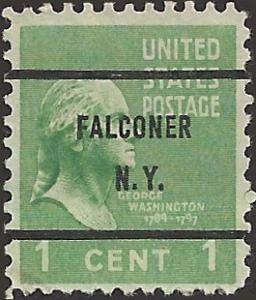 UNITED
STATES
POSTAGE
FALCONER
N.Y.
GEORGE
WASHINGTON
1789-1797
1 CENT 1